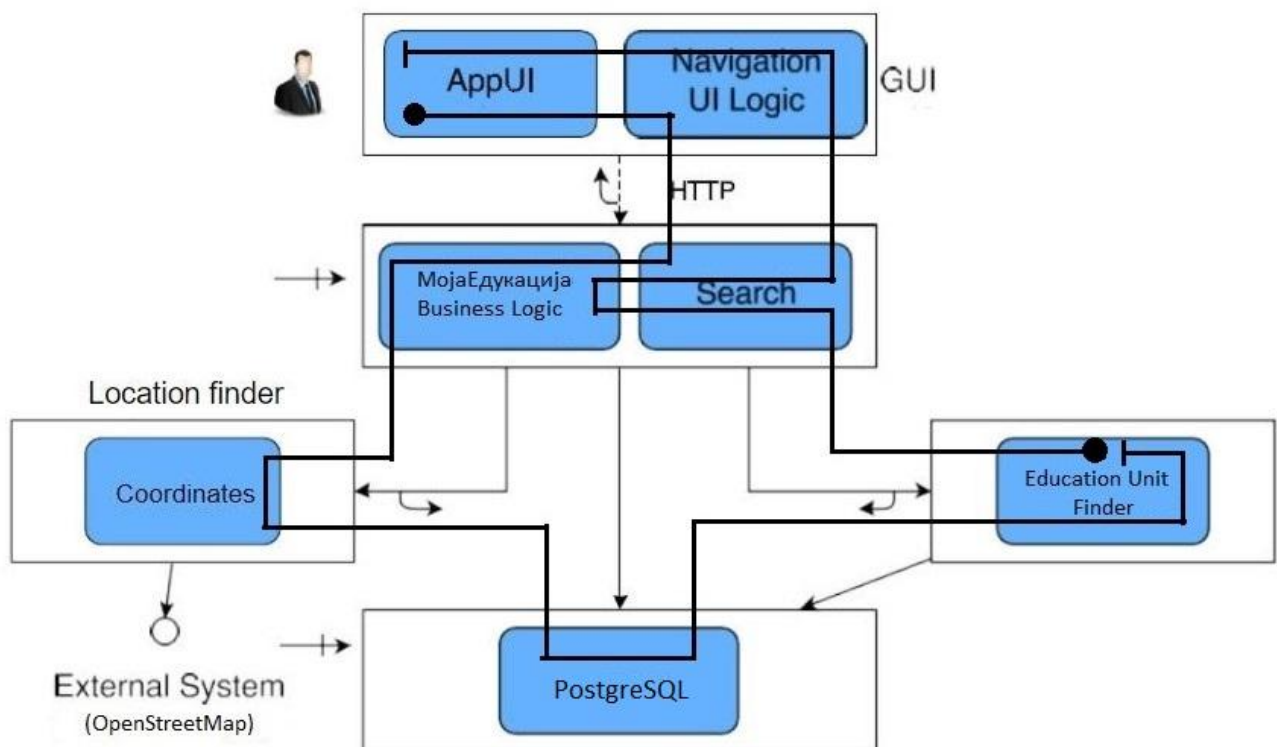 AppUI
Navigation
UI Logic
GUI
HTTP
МојаЕдукација
Business Logic
Search
Location finder
Coordinates
Education Unit
Finder
External System
(OpenStreetMap)
PostgreSQL